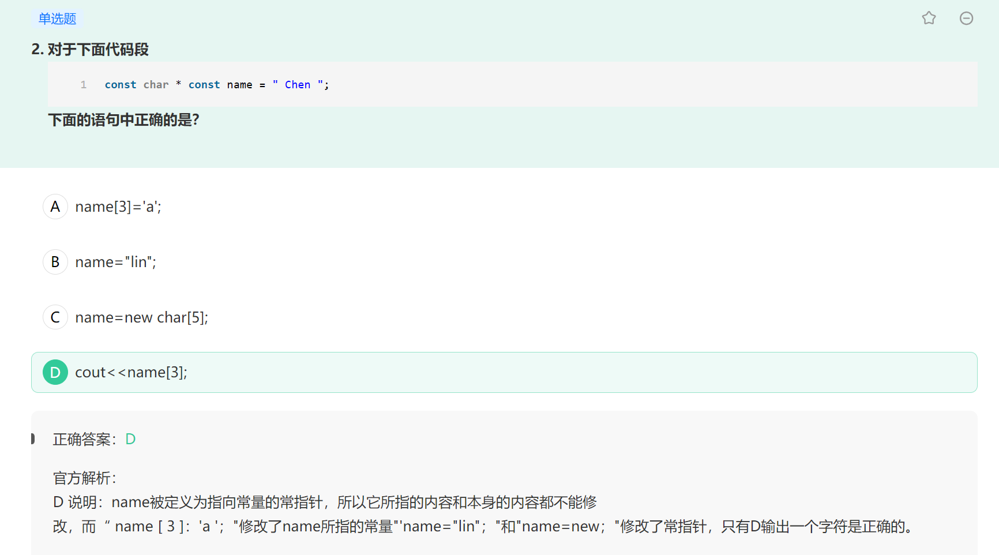 单选题
2. 对于下面代码段
1 const char * const name = " Chen ";
下面的语句中正确的是?
A name[3]='a';
B name="lin";
C name=new char[5];
D cout<<name[3];
正确答案：D
官方解析：
D 说明：name被定义为指向常量的常指针，所以它所指的内容和本身的内容都不能修
改，而“ name [ 3 ]：'a '；"修改了name所指的常量"'name="lin"；"和"name=new；"修改了常指针，只有D输出一个字符是正确的。